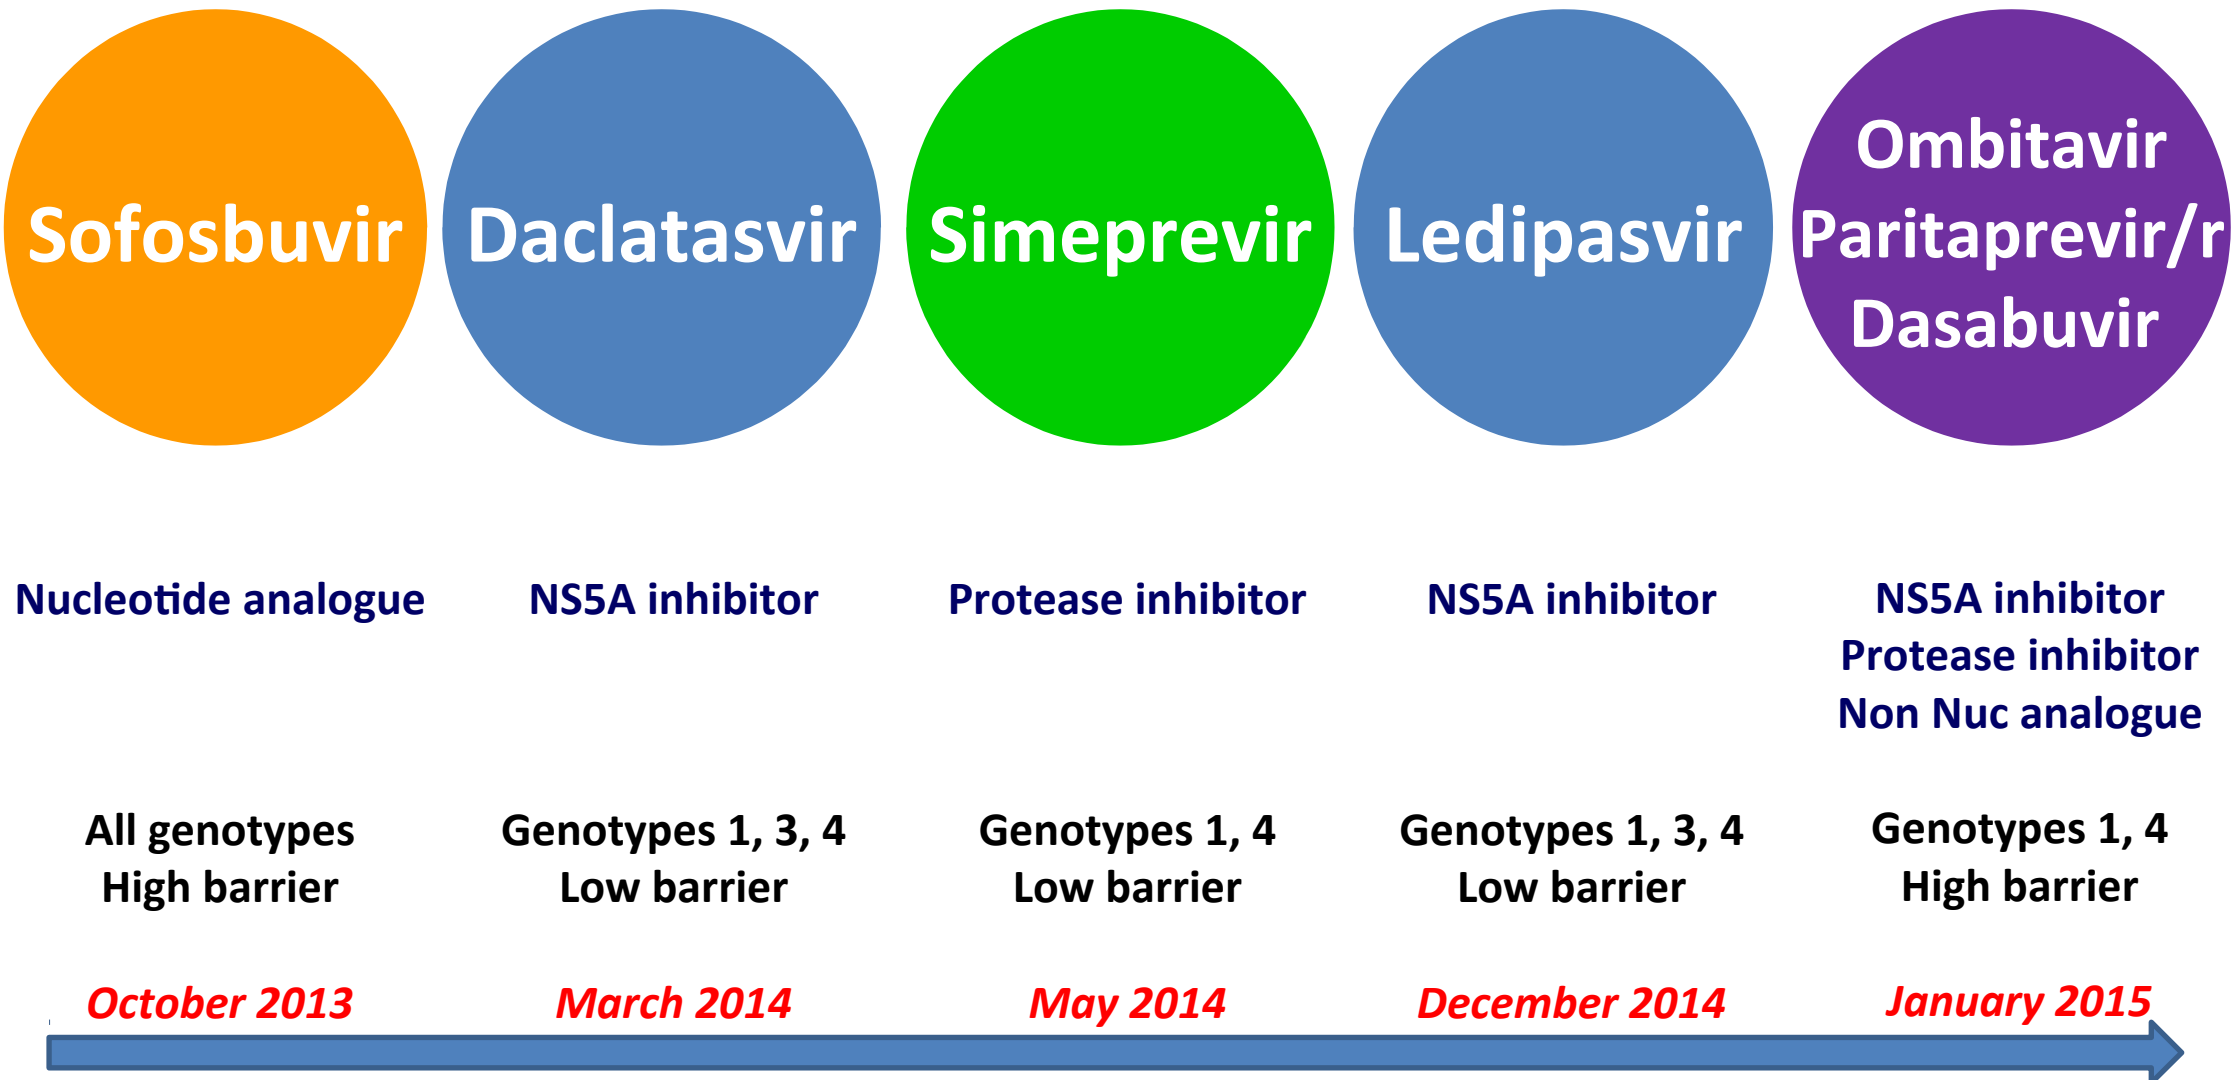 Sofosbuvir
Daclatasvir
Simeprevir
Ledipasvir
Ombitavir
Paritaprevir/r
Dasabuvir
Nucleotide analogue
NS5A inhibitor
Protease inhibitor
NS5A inhibitor
NS5A inhibitor
Protease inhibitor
Non Nuc analogue
All genotypes
High barrier
Genotypes 1, 3, 4
Low barrier
Genotypes 1, 4
Low barrier
Genotypes 1, 3, 4
Low barrier
Genotypes 1, 4
High barrier
October 2013
March 2014
May 2014
December 2014
January 2015